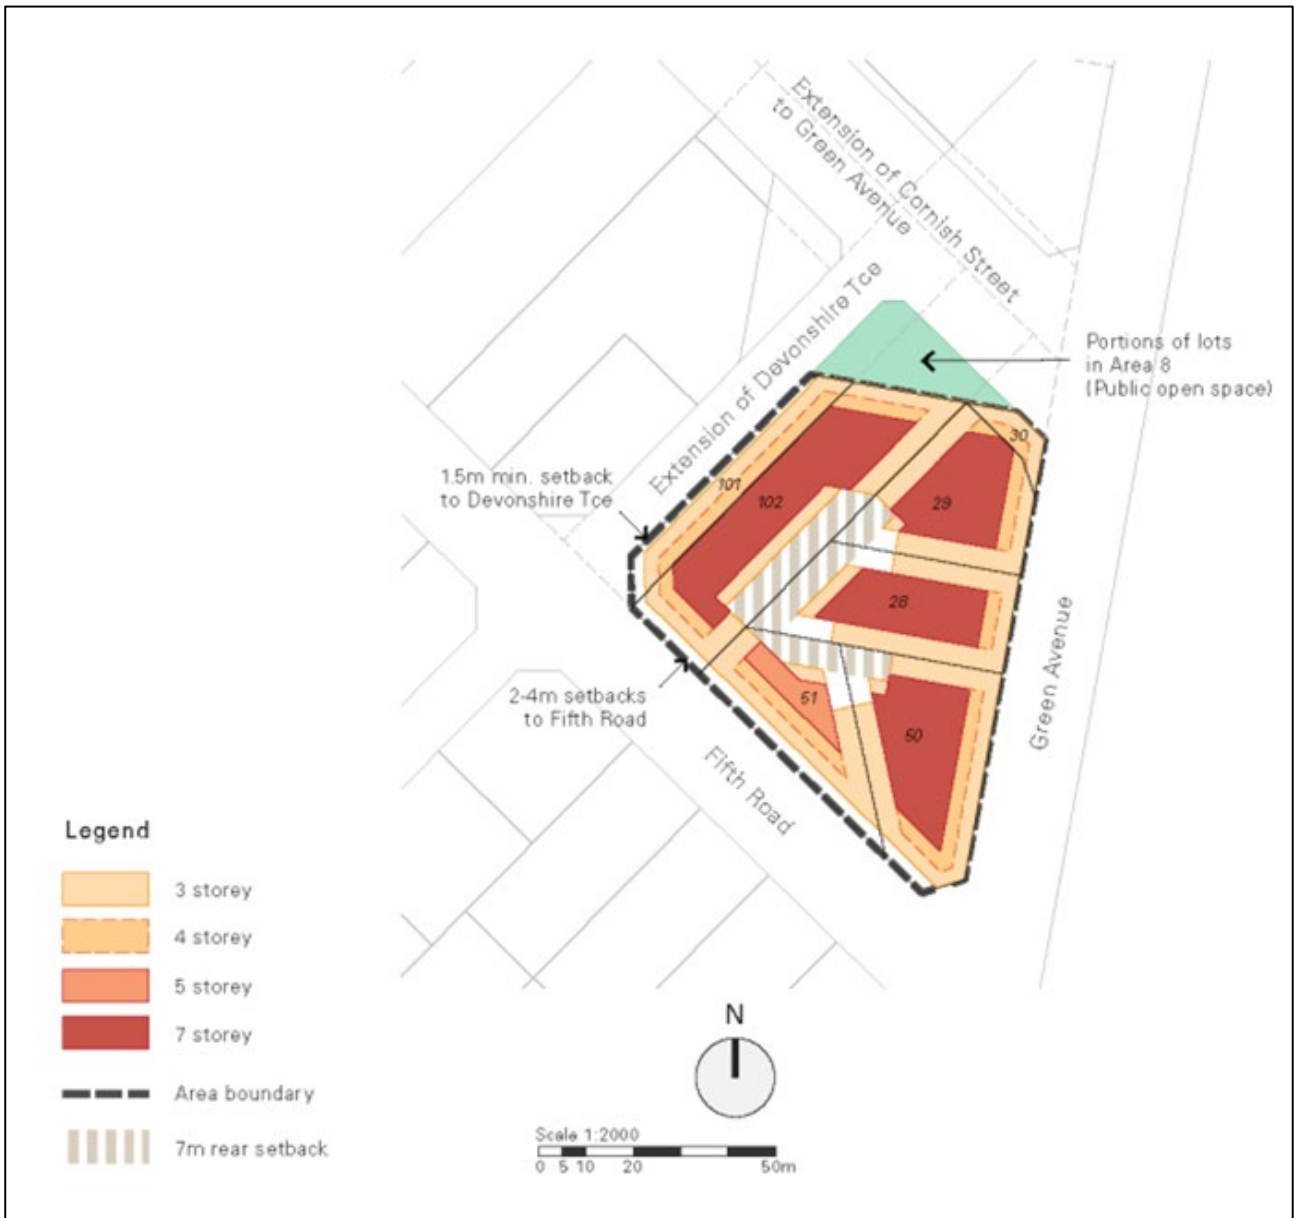 Extension of Cornish Street
to Green Avenue
Extension of Devonshire Tce
Portions of lots
in Area 8
(Public open space)
30
101
102
29
1.5m min. setback
to Devonshire Tce
28
Green Avenue
51
2-4m setbacks
to Fifth Road
50
Fifth Road
Legend
3 storey
4 storey
5 storey
7 storey
Area boundary
7m rear setback
N
Scale 1:2000
0 5 10 20 50m